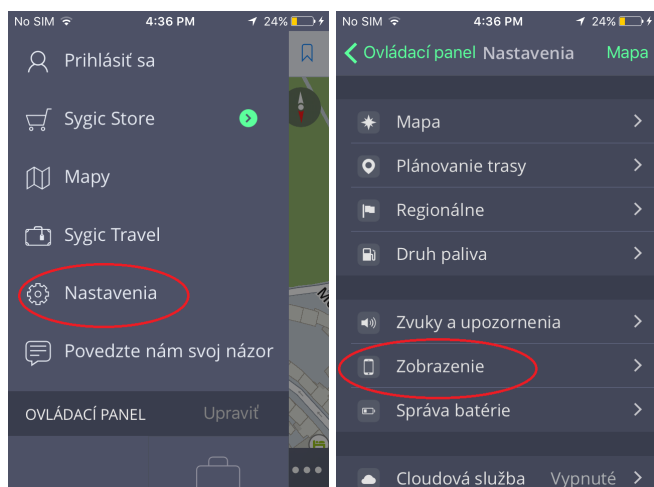 No SIM 4:36 PM 24%
Prihlásiť sa
Sygic Store
Mapy
Sygic Travel
Nastavenia
Povedzte nám svoj názor
OVLÁDACÍ PANEL Upraviť
No SIM 4:36 PM 24%
Ovládací panel Nastavenia Mapa
Mapa
Plánovanie trasy
Regionálne
Druh paliva
Zvuky a upozornenia
Zobrazenie
Správa batérie
Cloudová služba Vypnuté